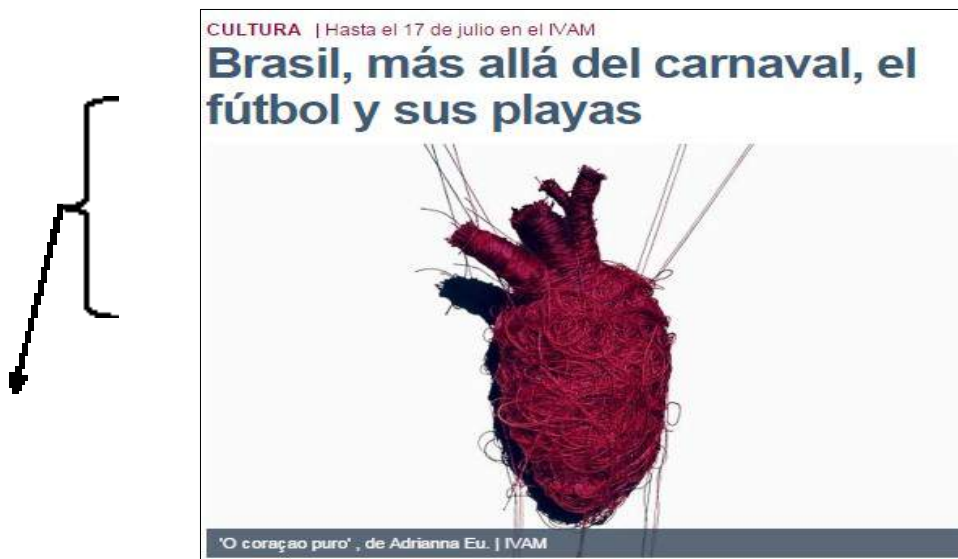 CULTURA | Hasta el 17 de julio en el IVAM
Brasil, más allá del carnaval, el
fútbol y sus playas
'O coraçao puro' , de Adrianna Eu. | IVAM